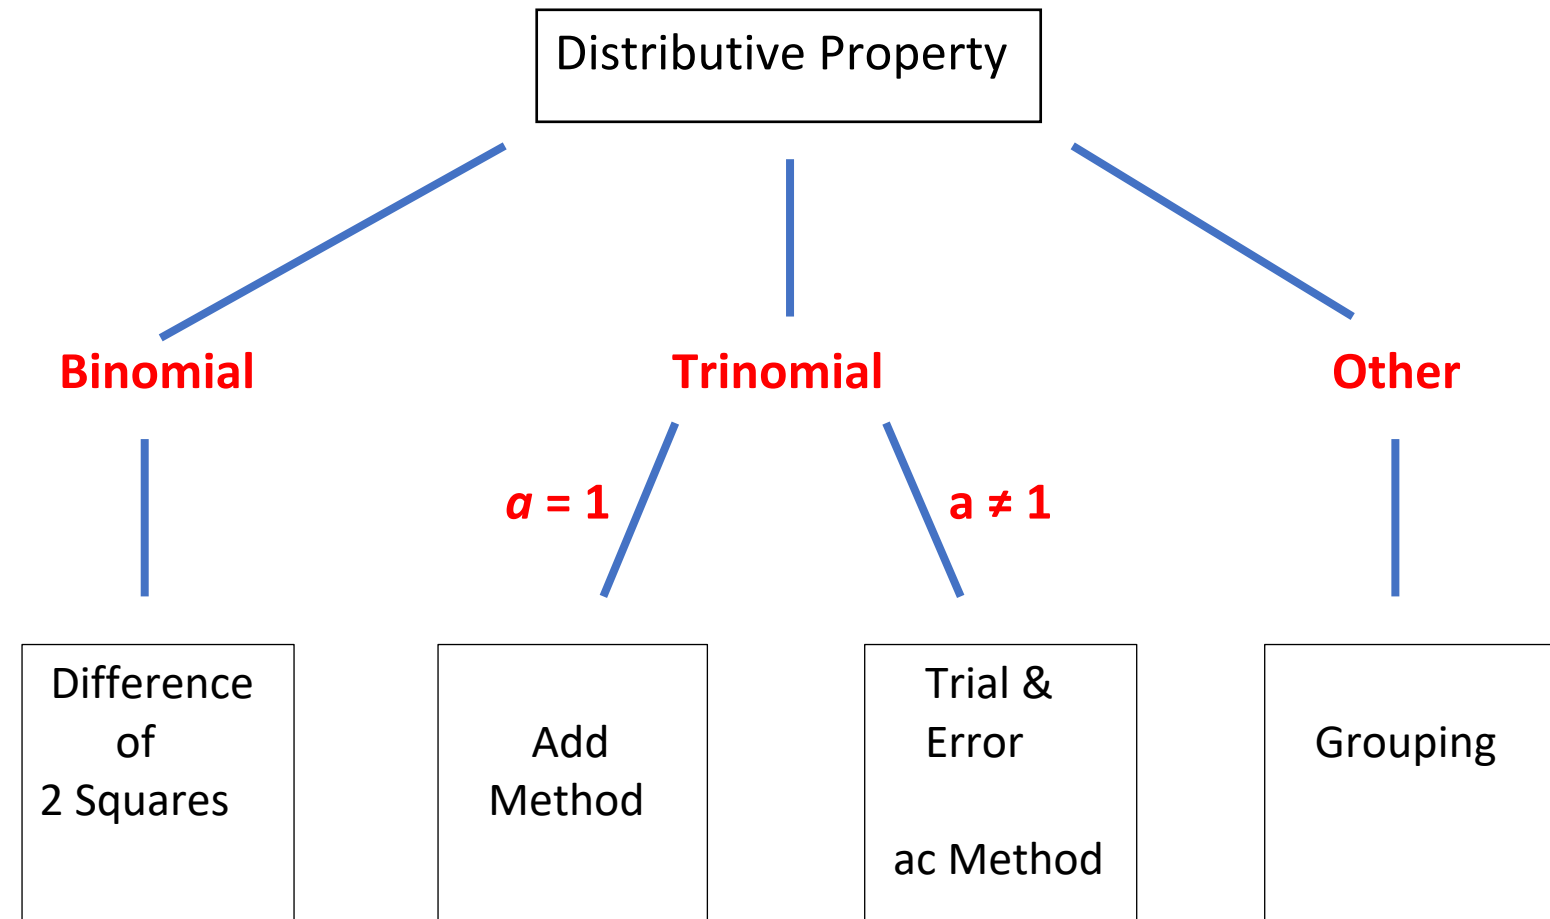 Distributive Property
Binomial
Trinomial
Other
a = 1
a ≠ 1
Difference
of
2 Squares
Add
Method
Trial &
Error
ac Method
Grouping